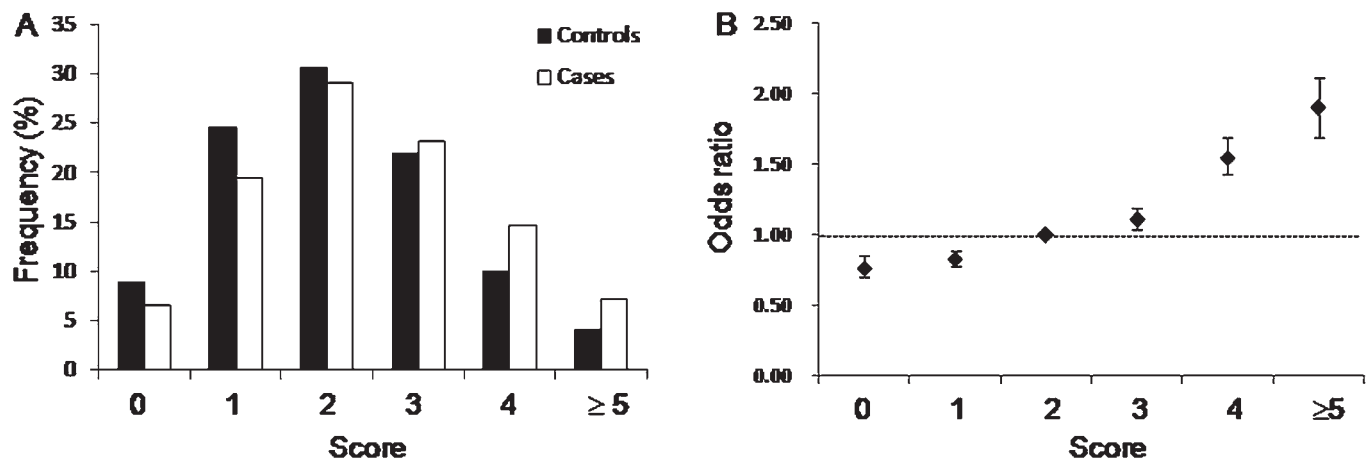 A
35
30
25
20
15
10
5
0
Frequency (%)
Controls
Cases
0 1 2 3 4 ≥5
Score
B
2.50
2.00
1.50
1.00
0.50
0.00
Odds ratio
0 1 2 3 4 ≥5
Score